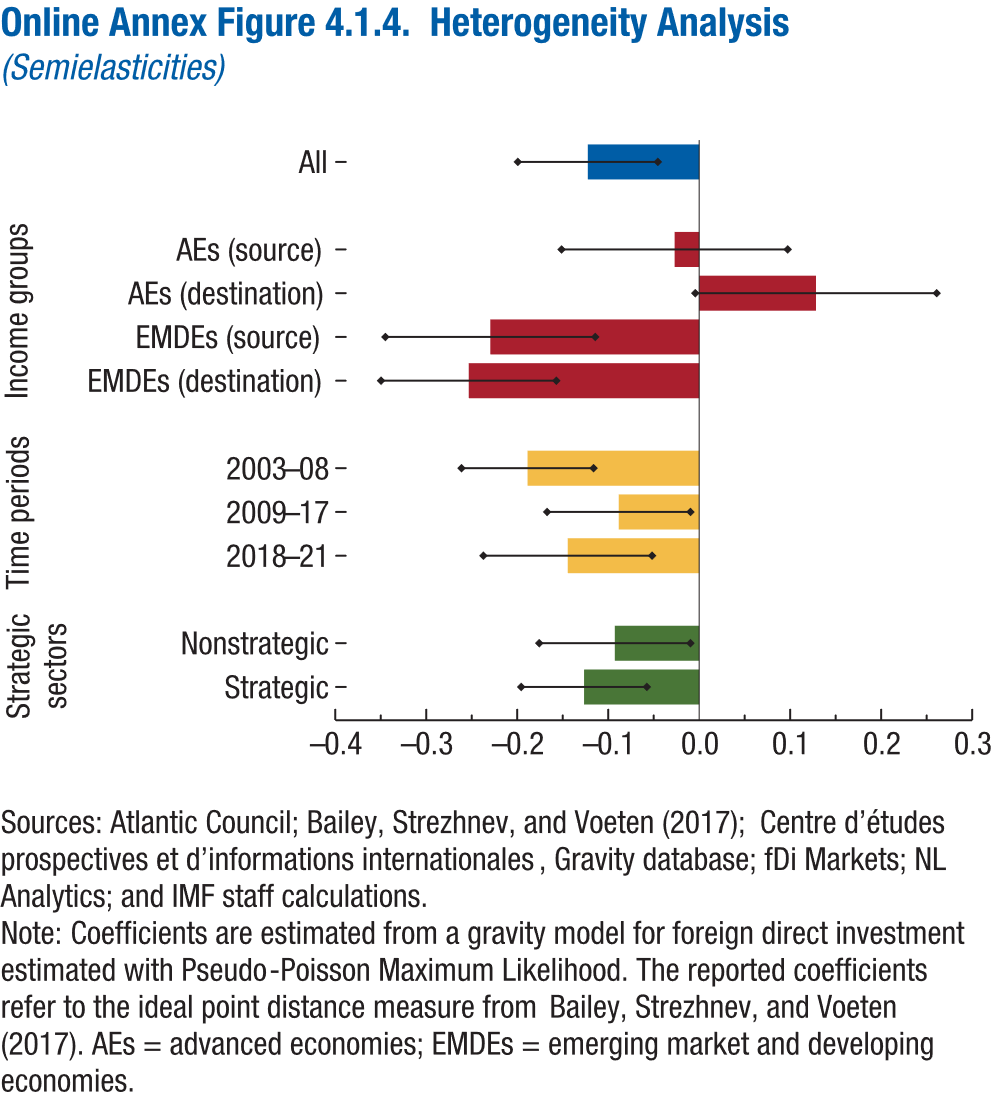 Online Annex Figure 4.1.4.  Heterogeneity Analysis
(Semielasticities)
All
Income groups
AEs (source)
AEs (destination)
EMDEs (source)
EMDEs (destination)
Time periods
2003–08
2009–17
2018–21
Strategic
sectors
Nonstrategic
Strategic
–0.4 –0.3 –0.2 –0.1 0.0 0.1 0.2 0.3
Sources: Atlantic Council; Bailey, Strezhnev, and Voeten (2017);  Centre d’études
prospectives et d’informations internationales , Gravity database; fDi Markets; NL
Analytics; and IMF staff calculations.
Note: Coefficients are estimated from a gravity model for foreign direct investment
estimated with Pseudo-Poisson Maximum Likelihood. The reported coefficients
refer to the ideal point distance measure from  Bailey, Strezhnev, and Voeten
(2017). AEs = advanced economies; EMDEs = emerging market and developing
economies.